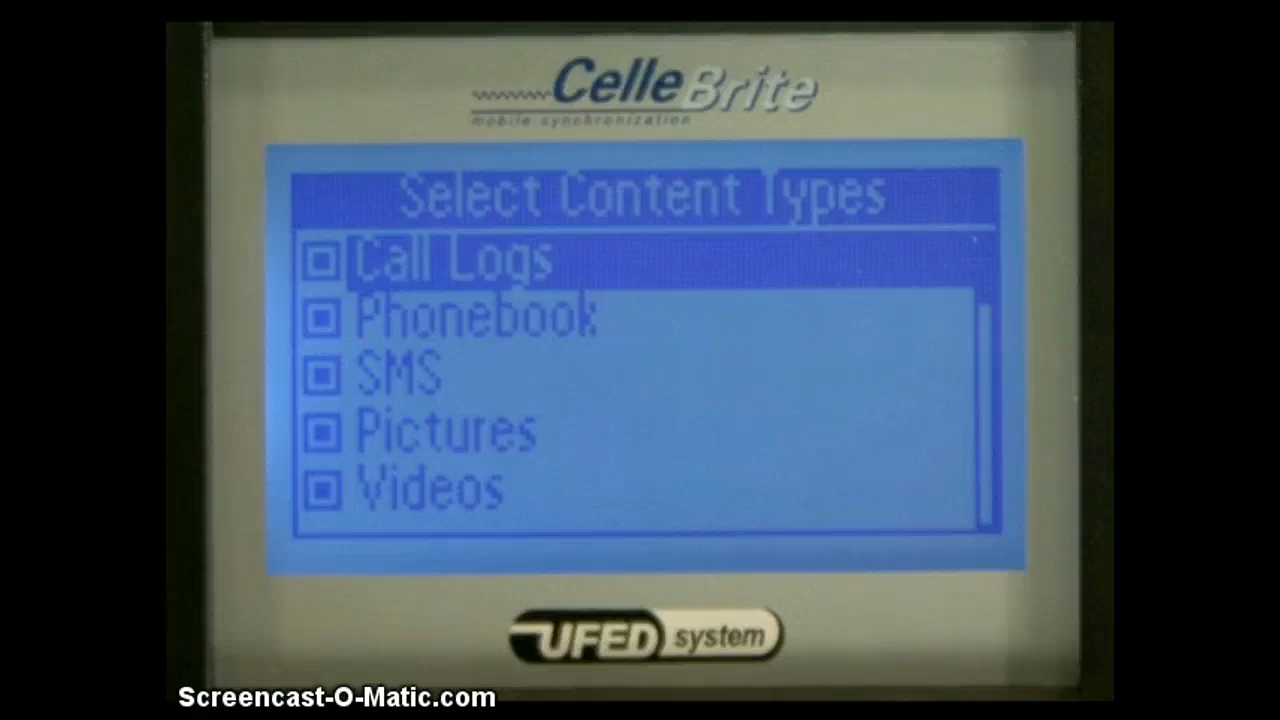 CelleBrite
mobile synchronization
Select Content Types
Call Logs
Phonebook
SMS
Pictures
Videos
UFED system
Screencast-O-Matic.com